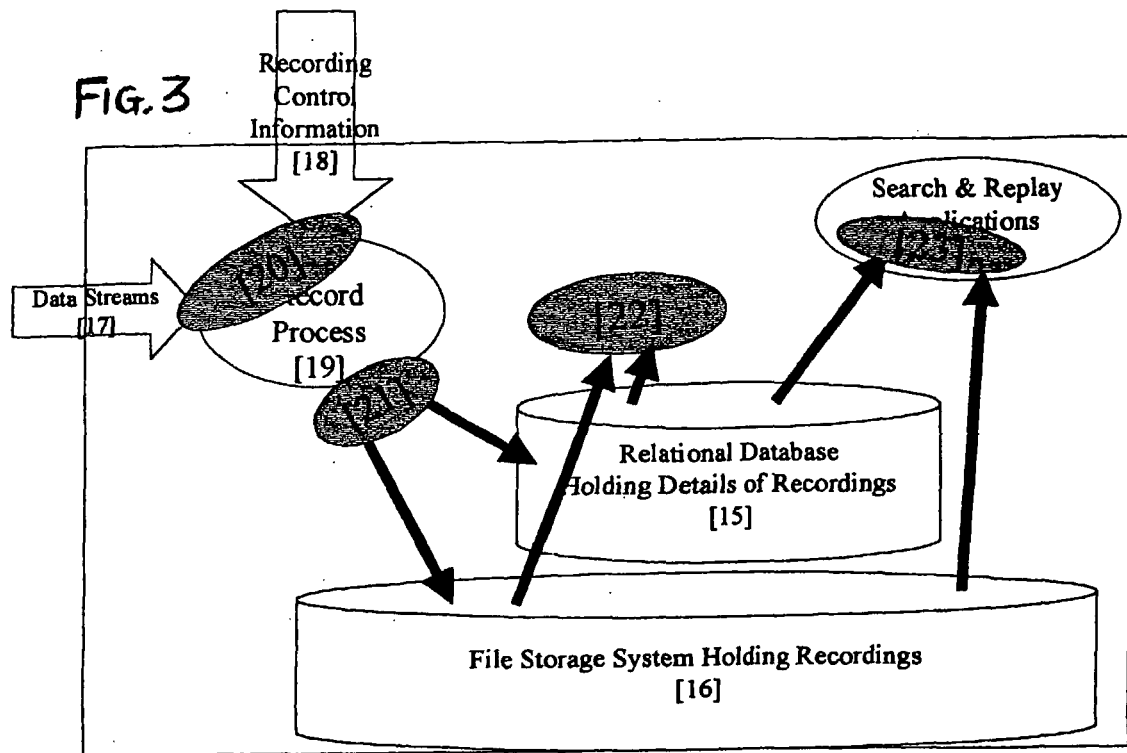 FIG. 3
Recording
Control
Information
[18]
Search & Replay
Applications
[23]
[20]
Data Streams
[17]
Record
Process
[19]
[22]
[21]
Relational Database
Holding Details of Recordings
[15]
File Storage System Holding Recordings
[16]